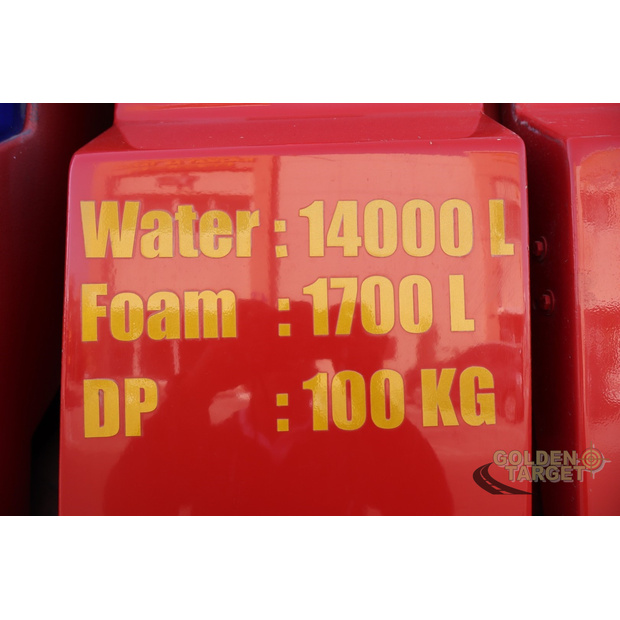 Water : 14000 L
Foam : 1700 L
DP : 100 KG
GOLDEN
TARGET